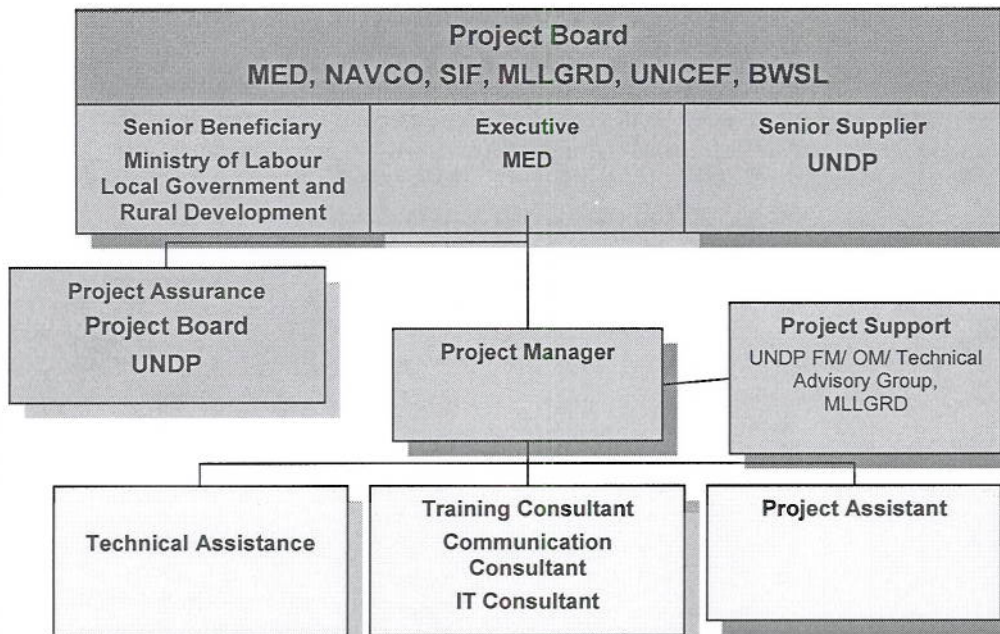 Project Board
MED, NAVCO, SIF, MLLGRD, UNICEF, BWSL
Senior Beneficiary
Ministry of Labour
Local Government and
Rural Development
Executive
MED
Senior Supplier
UNDP
Project Assurance
Project Board
UNDP
Project Manager
Project Support
UNDP FM/ OM/ Technical
Advisory Group,
MLLGRD
Technical Assistance
Training Consultant
Communication
Consultant
IT Consultant
Project Assistant